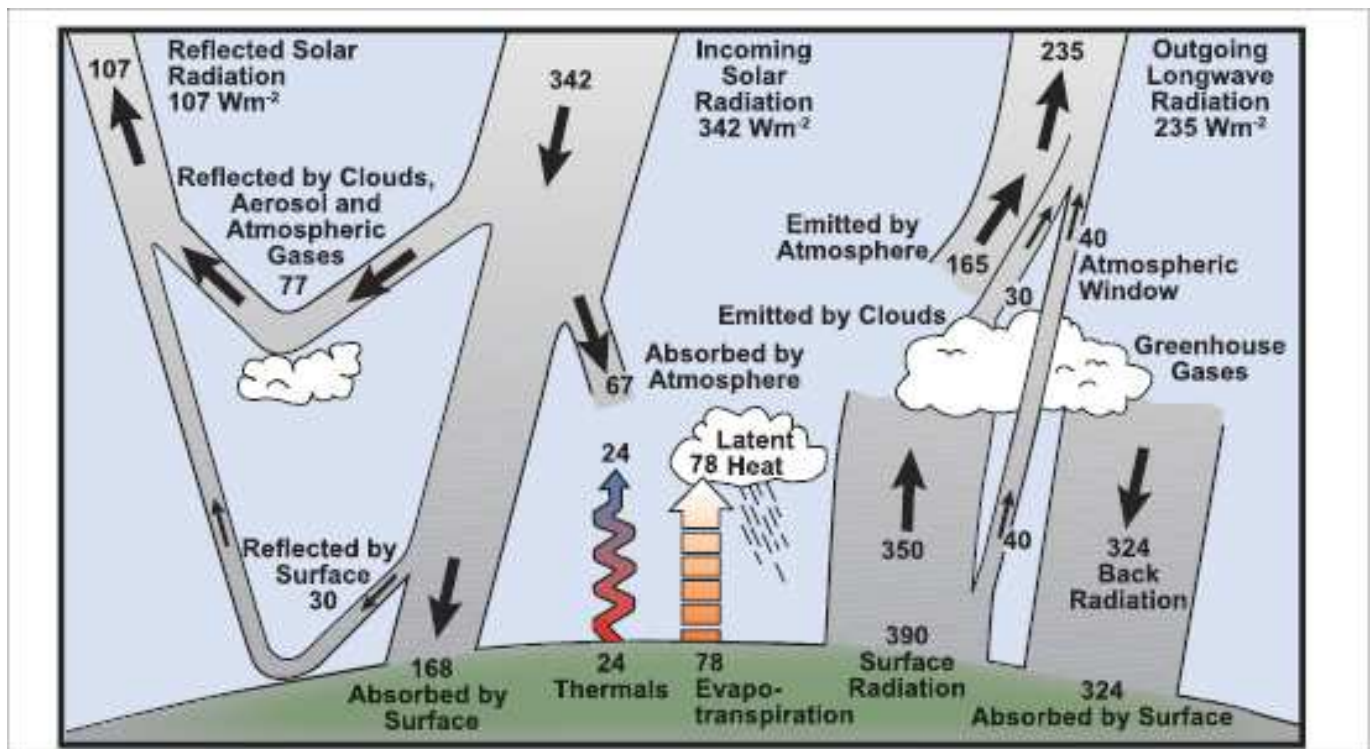 107
Reflected Solar
Radiation
107 Wm⁻²
342
Incoming
Solar
Radiation
342 Wm⁻²
235
Outgoing
Longwave
Radiation
235 Wm⁻²
Reflected by Clouds,
Aerosol and
Atmospheric
Gases
77
Emitted by
Atmosphere
165
40
Atmospheric
Window
30
Emitted by Clouds
Greenhouse
Gases
67
Absorbed by
Atmosphere
24
78
Latent
Heat
350
40
324
Back
Radiation
Reflected by
Surface
30
168
Absorbed by
Surface
24
Thermals
78
Evapo-
transpiration
390
Surface
Radiation
324
Absorbed by Surface